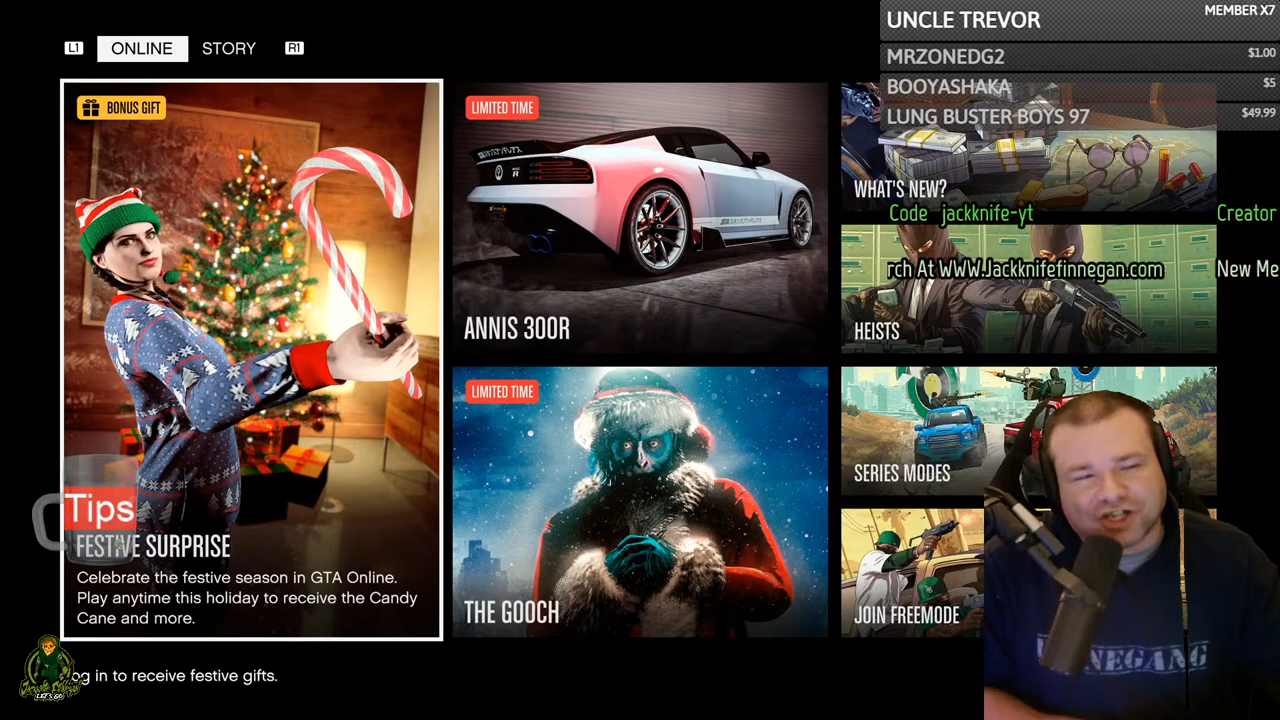 L1 ONLINE STORY R1
UNCLE TREVOR MEMBER X7
MRZONEDG2 $1.00
BOOYASHAKA $5
LUNG BUSTER BOYS 97 $49.99
BONUS GIFT
FESTIVE SURPRISE
Celebrate the festive season in GTA Online.
Play anytime this holiday to receive the Candy
Cane and more.
Tips
LIMITED TIME
ANNIS 300R
LIMITED TIME
THE GOOCH
WHAT'S NEW?
Code jackknife-yt Creator
rch At WWW.Jackknifefinnegan.com New Me
HEISTS
SERIES MODES
JOIN FREEMODE
NEGANG
og in to receive festive gifts.
LET'S GO